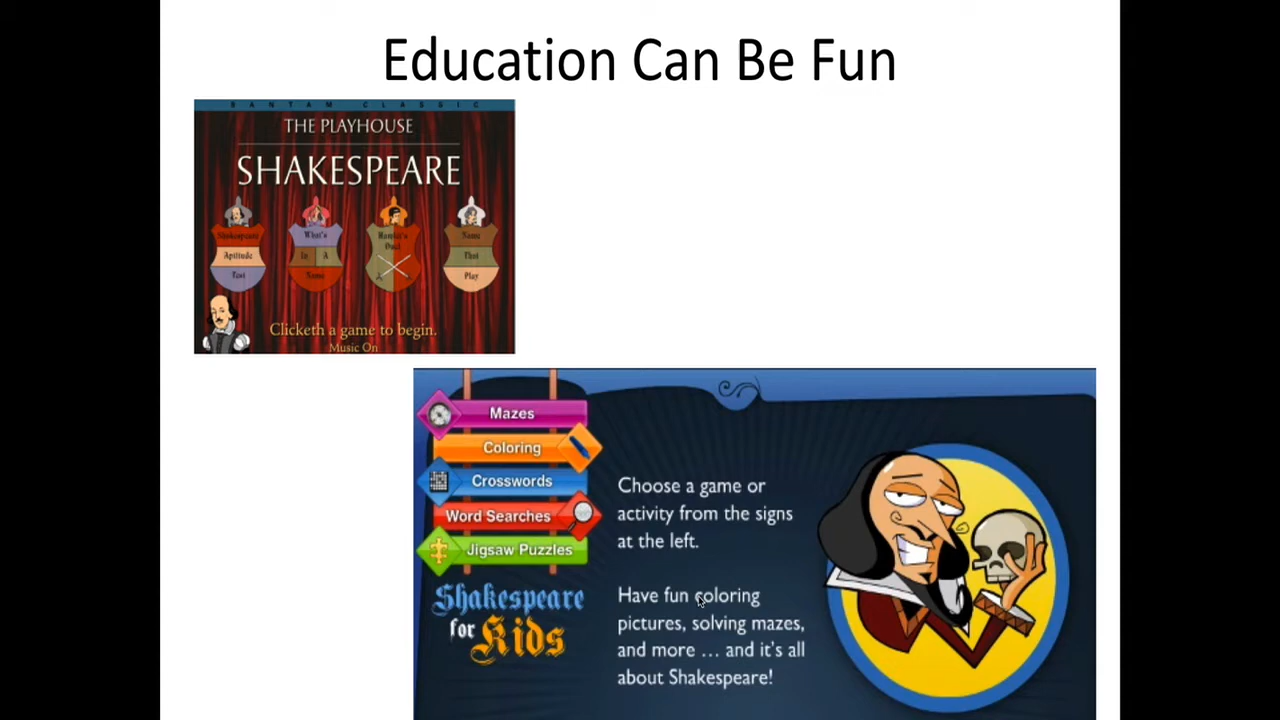 Education Can Be Fun
BANTAM CLASSIC
THE PLAYHOUSE
SHAKESPEARE
Shakespeare
Aptitude
Test
What's
In A
Name
Hamlet's
Duel
Name
That
Play
Clicketh a game to begin.
Music On
Mazes
Coloring
Crosswords
Word Searches
Jigsaw Puzzles
Shakespeare
for Kids
Choose a game or
activity from the signs
at the left.
Have fun coloring
pictures, solving mazes,
and more … and it's all
about Shakespeare!